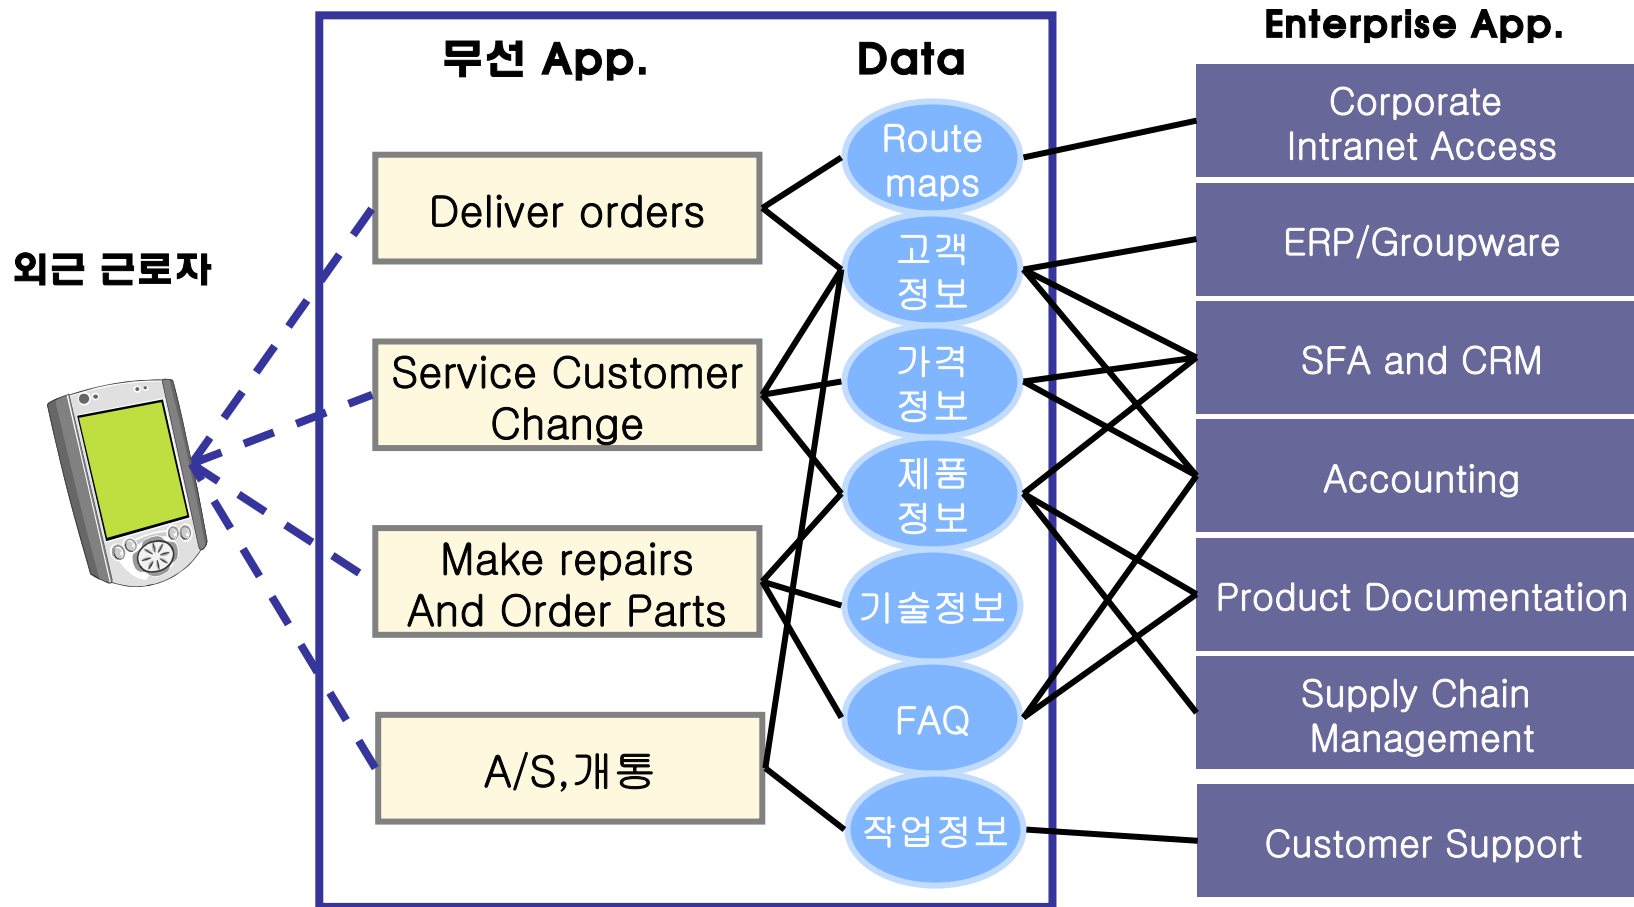 외근 근로자
무선 App.
Deliver orders
Service Customer
Change
Make repairs
And Order Parts
A/S,개통
Data
Route
maps
고객
정보
가격
정보
제품
정보
기술정보
FAQ
작업정보
Enterprise App.
Corporate
Intranet Access
ERP/Groupware
SFA and CRM
Accounting
Product Documentation
Supply Chain
Management
Customer Support